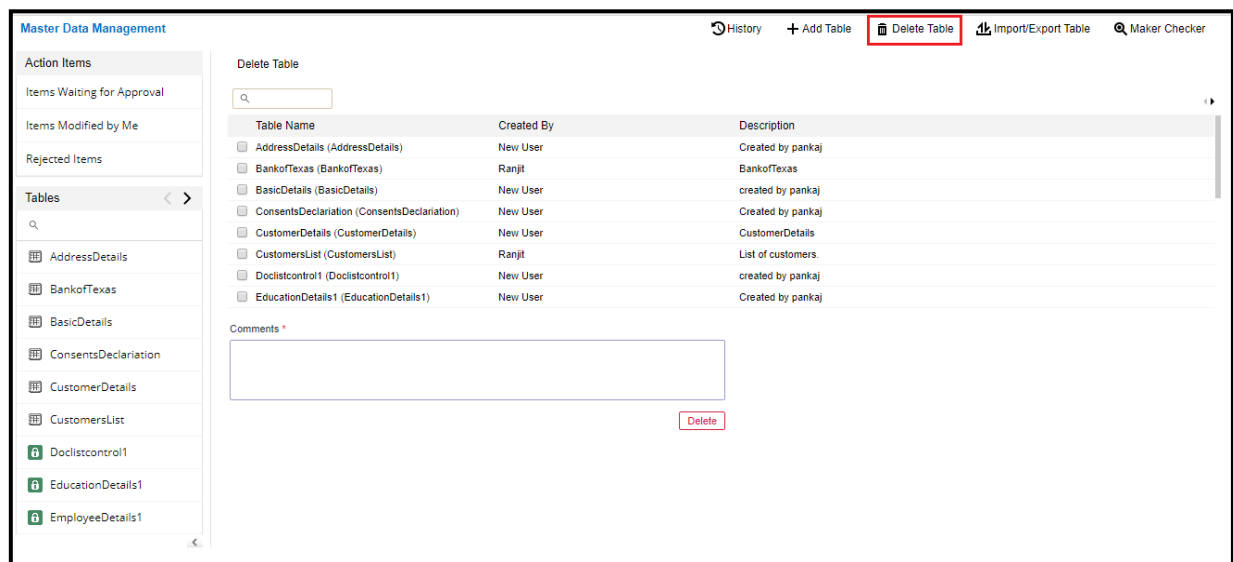 Master Data Management
History
Add Table
Delete Table
Import/Export Table
Maker Checker
Action Items
Items Waiting for Approval
Items Modified by Me
Rejected Items
Tables
AddressDetails
BankofTexas
BasicDetails
ConsentsDeclariation
CustomerDetails
CustomersList
Doclistcontrol1
EducationDetails1
EmployeeDetails1
Delete Table
Table Name Created By Description
AddressDetails (AddressDetails) New User Created by pankaj
BankofTexas (BankofTexas) Ranjit BankofTexas
BasicDetails (BasicDetails) New User created by pankaj
ConsentsDeclariation (ConsentsDeclariation) New User Created by pankaj
CustomerDetails (CustomerDetails) New User CustomerDetails
CustomersList (CustomersList) Ranjit List of customers.
Doclistcontrol1 (Doclistcontrol1) New User created by pankaj
EducationDetails1 (EducationDetails1) New User Created by pankaj
Comments *
Delete